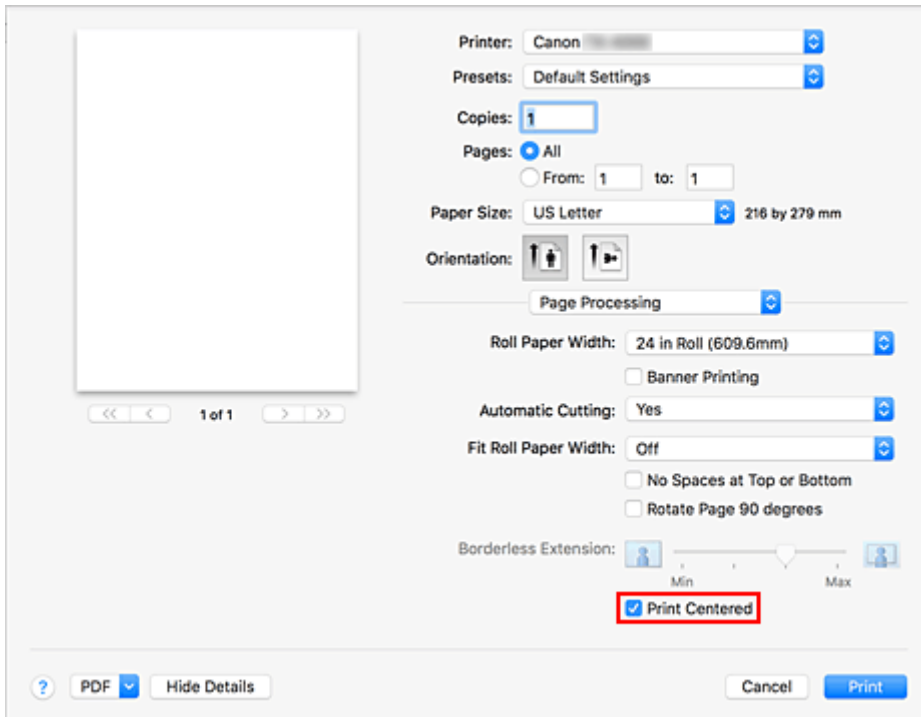 Printer: Canon
Presets: Default Settings
Copies: 1
Pages: All
From: 1 to: 1
Paper Size: US Letter 216 by 279 mm
Orientation:
Page Processing
Roll Paper Width: 24 in Roll (609.6mm)
Banner Printing
1 of 1
Automatic Cutting: Yes
Fit Roll Paper Width: Off
No Spaces at Top or Bottom
Rotate Page 90 degrees
Borderless Extension:
Min Max
Print Centered
? PDF Hide Details Cancel Print